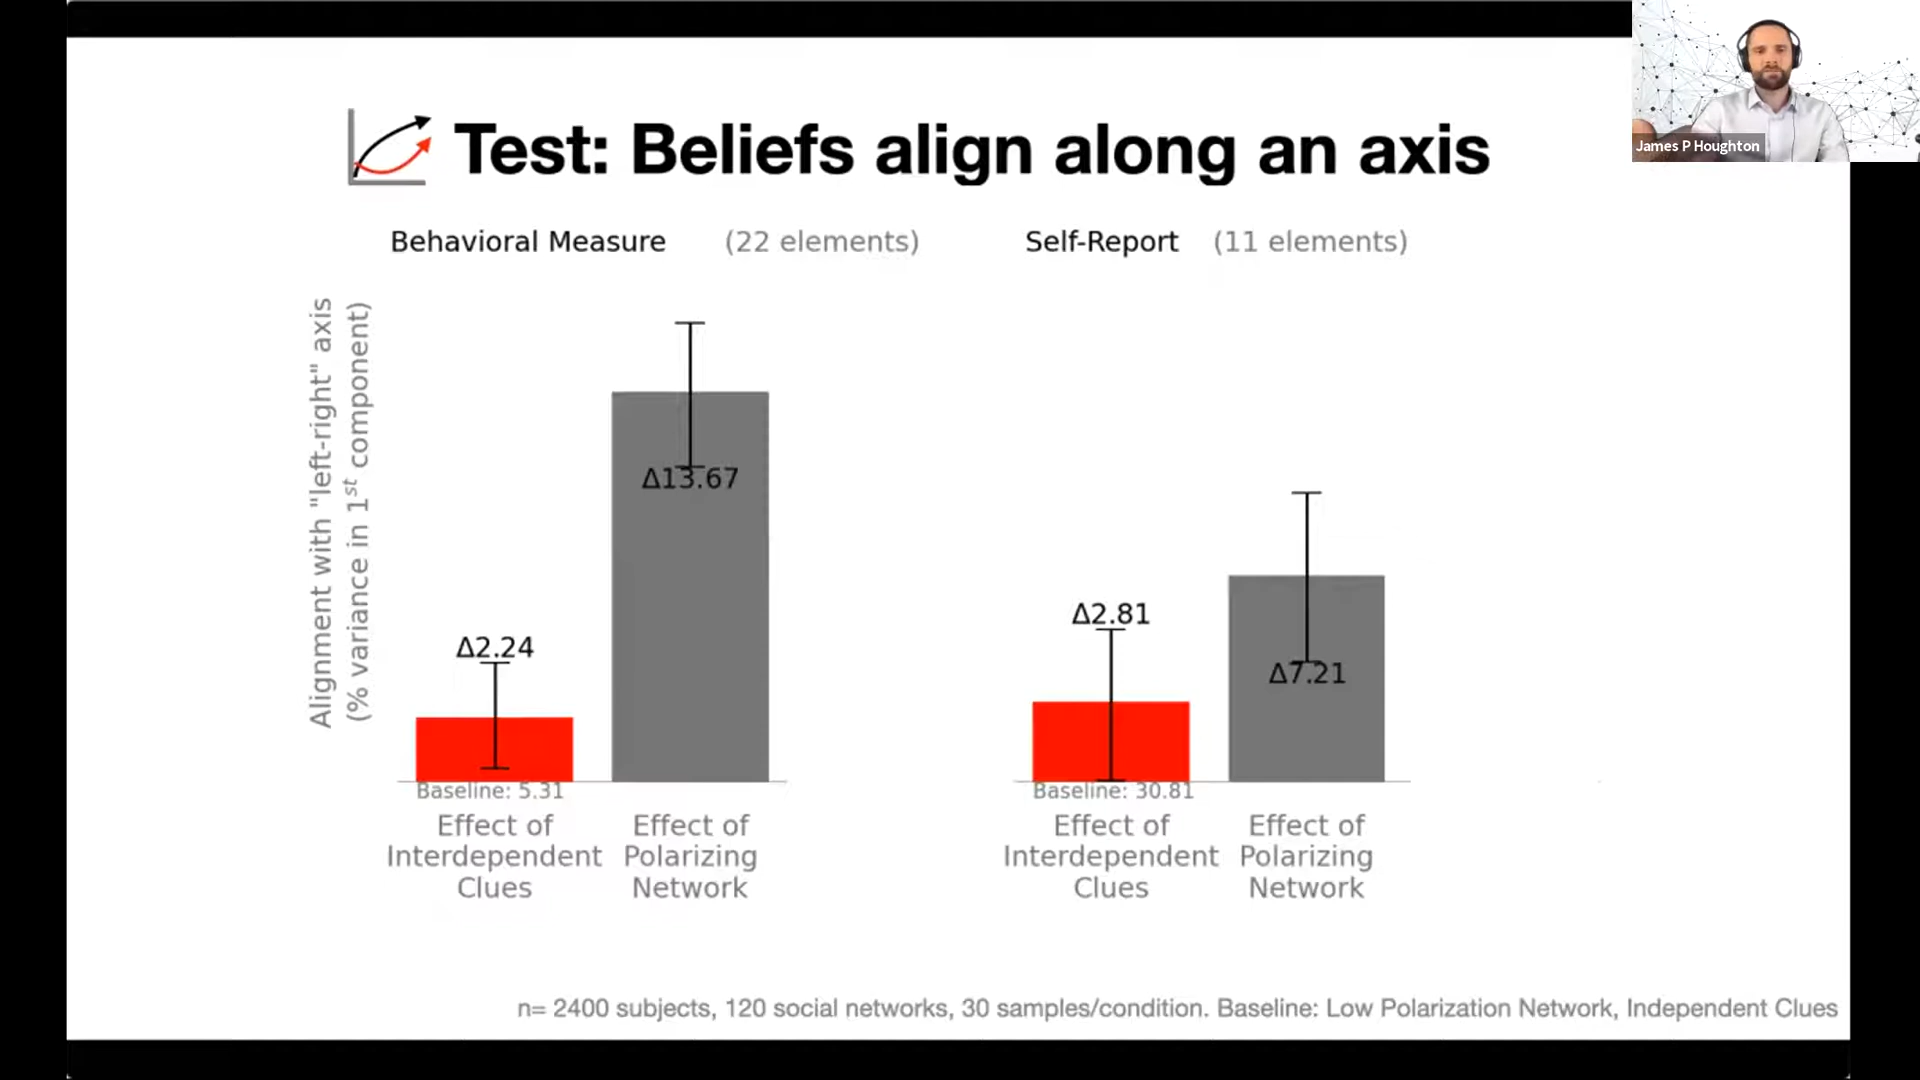 Test: Beliefs align along an axis
James P Houghton
Behavioral Measure (22 elements)
Self-Report (11 elements)
Alignment with "left-right" axis
(% variance in 1st component)
Δ2.24
Δ13.67
Baseline: 5.31
Effect of
Interdependent
Clues
Effect of
Polarizing
Network
Δ2.81
Δ7.21
Baseline: 30.81
Effect of
Interdependent
Clues
Effect of
Polarizing
Network
n= 2400 subjects, 120 social networks, 30 samples/condition. Baseline: Low Polarization Network, Independent Clues